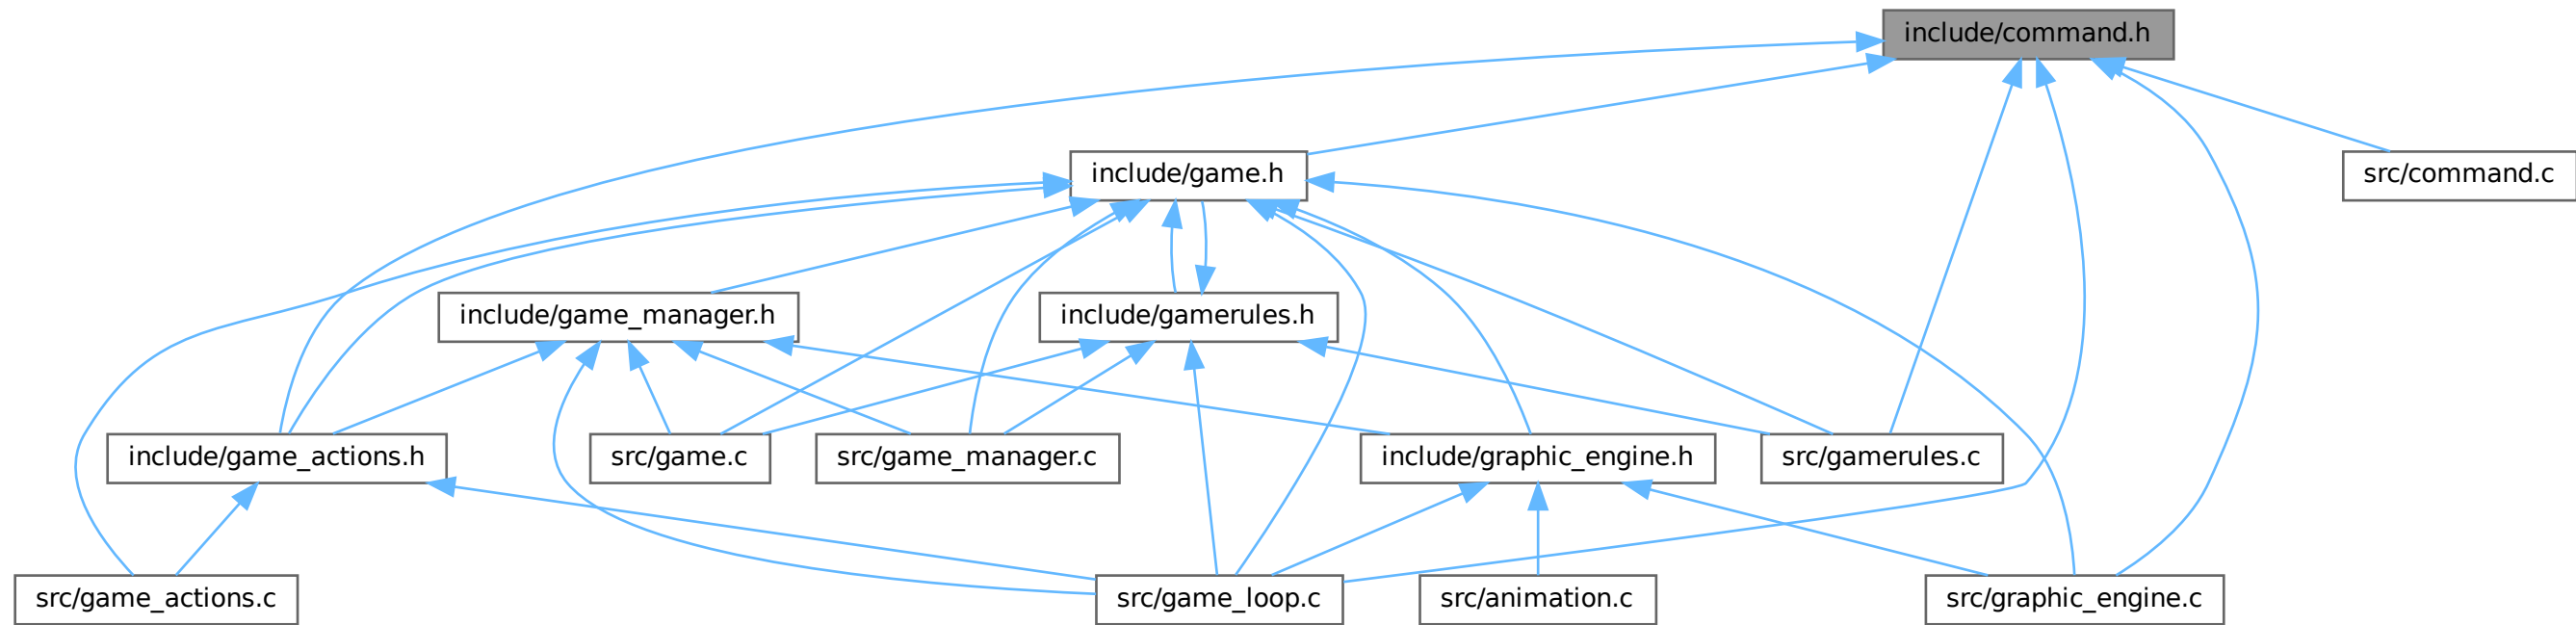 include/command.h
include/game.h
src/command.c
include/game_manager.h
include/gamerules.h
include/game_actions.h
src/game.c
src/game_manager.c
include/graphic_engine.h
src/gamerules.c
src/game_actions.c
src/game_loop.c
src/animation.c
src/graphic_engine.c